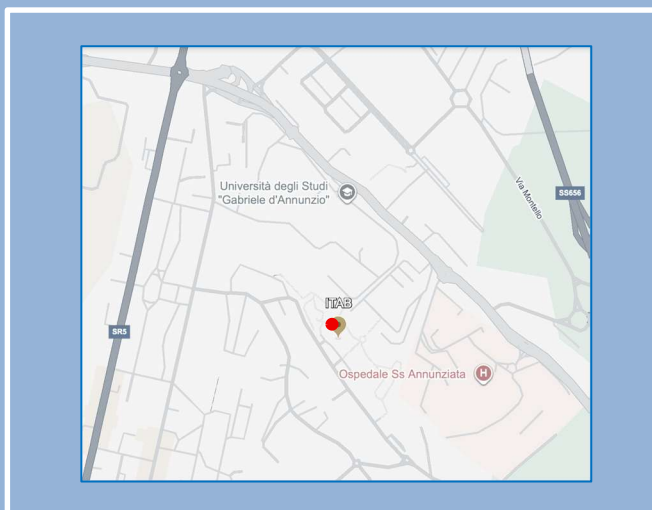 Università degli Studi
"Gabriele d'Annunzio"
Via Montello
SS656
ITAB
SR5
Ospedale Ss Annunziata
H